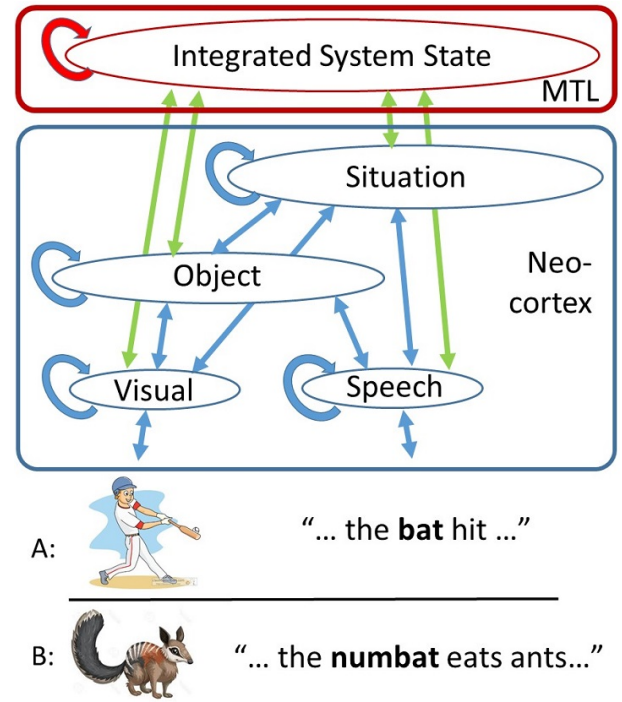 Integrated System State
MTL
Situation
Object
Neo-
cortex
Visual
Speech
A:
“... the bat hit ...”
B:
“... the numbat eats ants...”